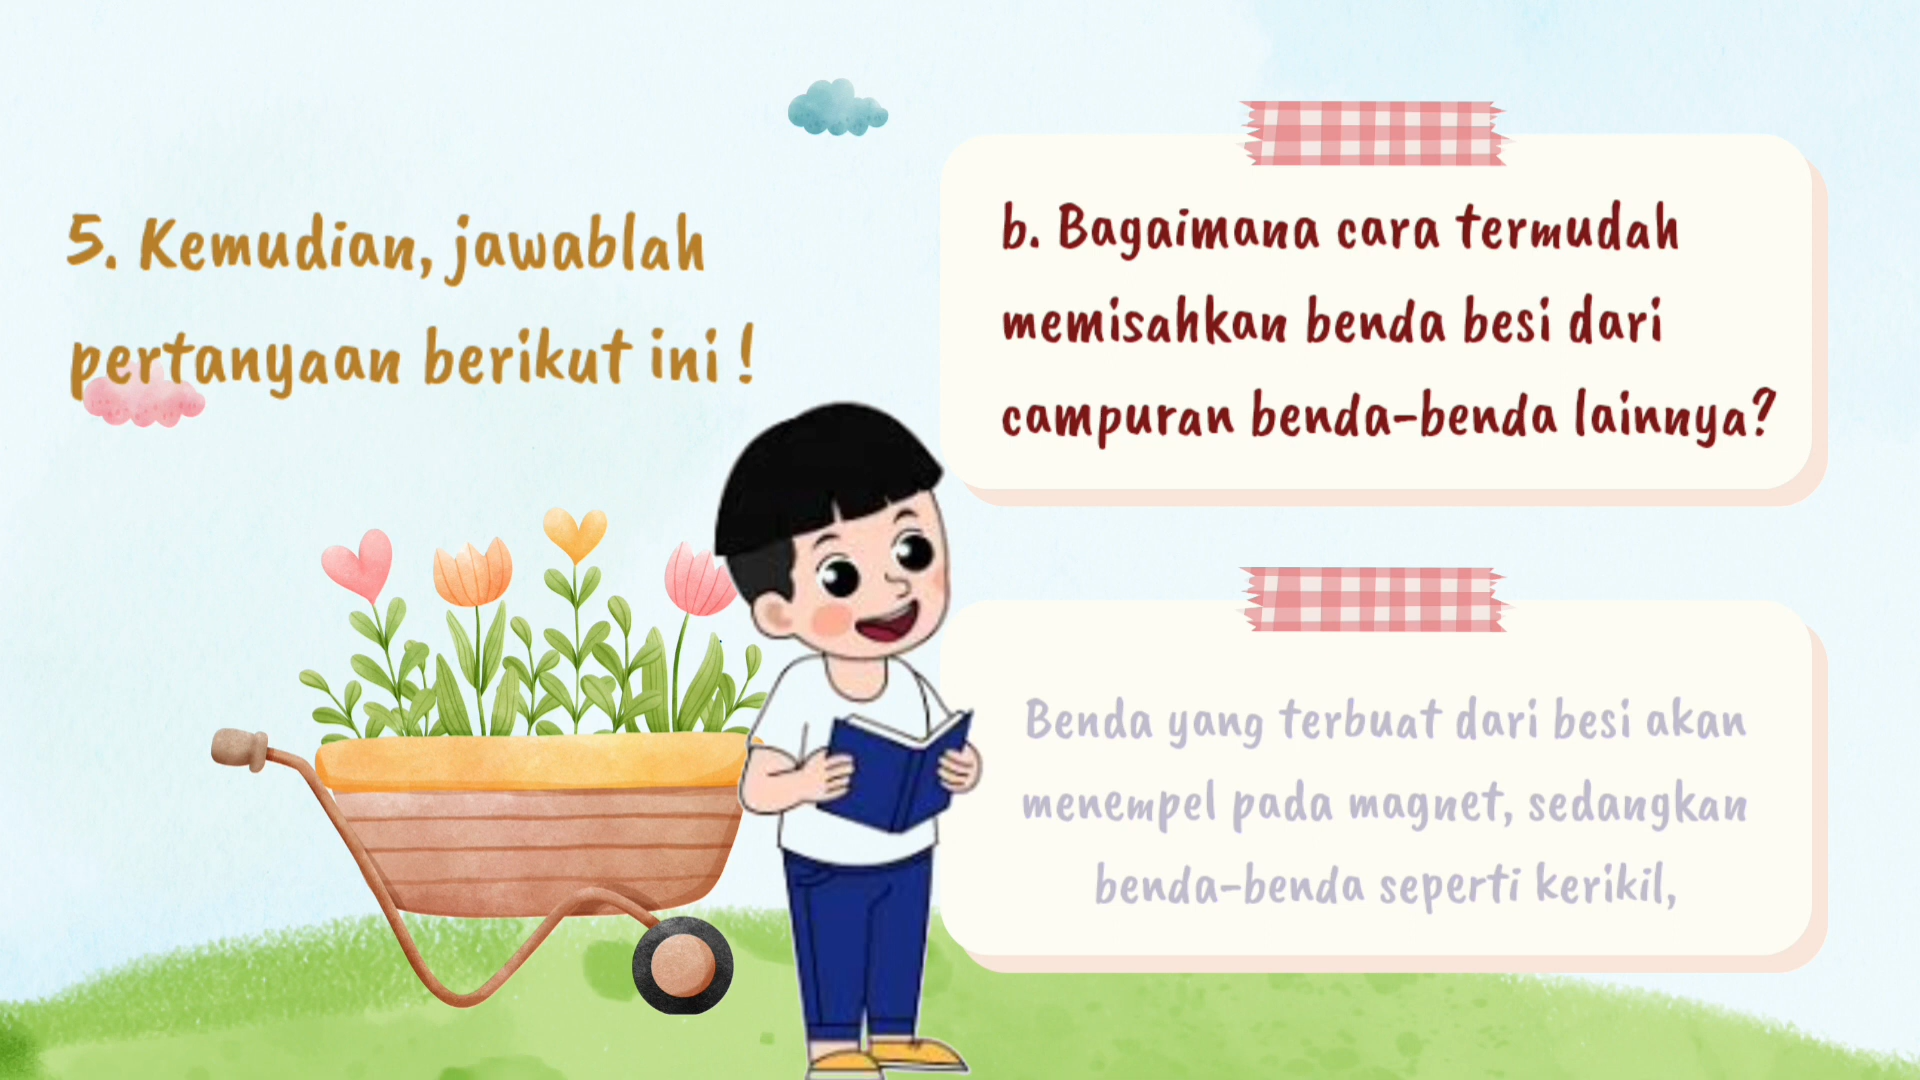 5. Kemudian, jawablah
pertanyaan berikut ini !
b. Bagaimana cara termudah
memisahkan benda besi dari
campuran benda-benda lainnya?
Benda yang terbuat dari besi akan
menempel pada magnet, sedangkan
benda-benda seperti kerikil,